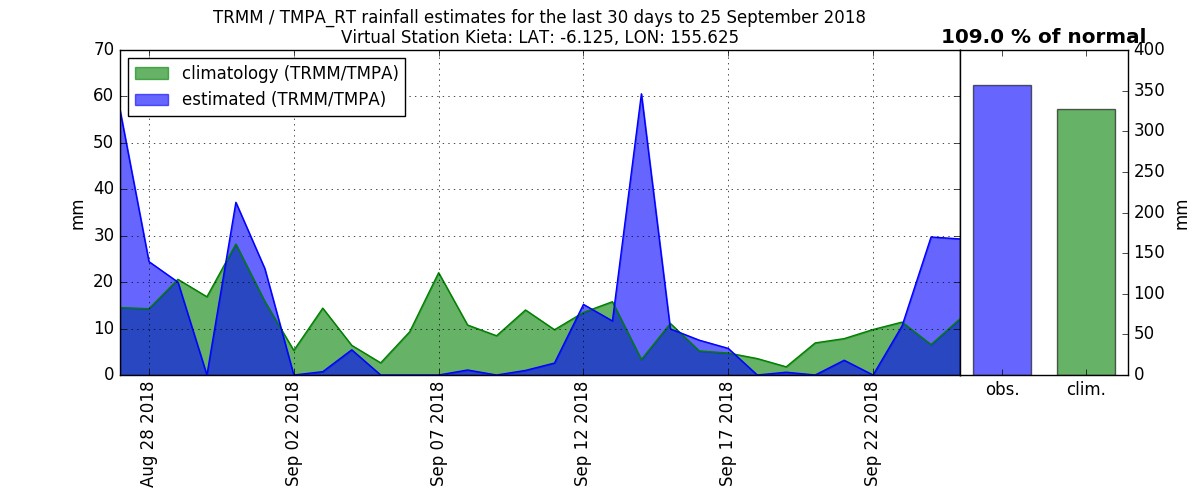 TRMM / TMPA_RT rainfall estimates for the last 30 days to 25 September 2018
Virtual Station Kieta: LAT: -6.125, LON: 155.625
109.0 % of normal
climatology (TRMM/TMPA)
estimated (TRMM/TMPA)
70
60
50
40
30
20
10
0
mm
Aug 28 2018
Sep 02 2018
Sep 07 2018
Sep 12 2018
Sep 17 2018
Sep 22 2018
obs.
clim.
400
350
300
250
200
150
100
50
0
mm